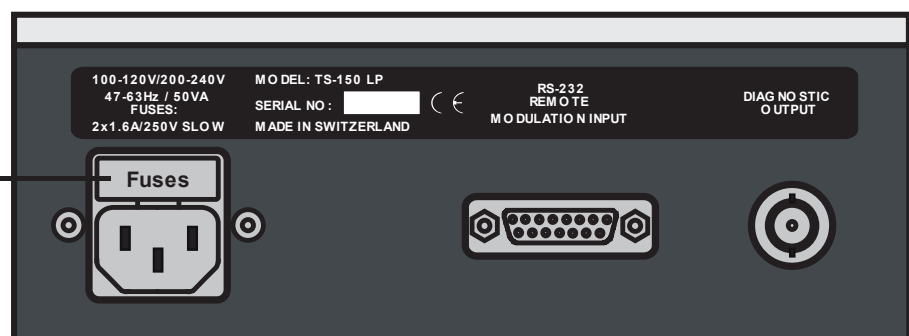 100-120V/200-240V
47-63Hz / 50VA
FUSES:
2x1.6A/250V SLOW
MODEL: TS-150 LP
SERIAL NO:
CE
MADE IN SWITZERLAND
RS-232
REMOTE
MODULATION INPUT
DIAGNOSTIC
OUTPUT
Fuses